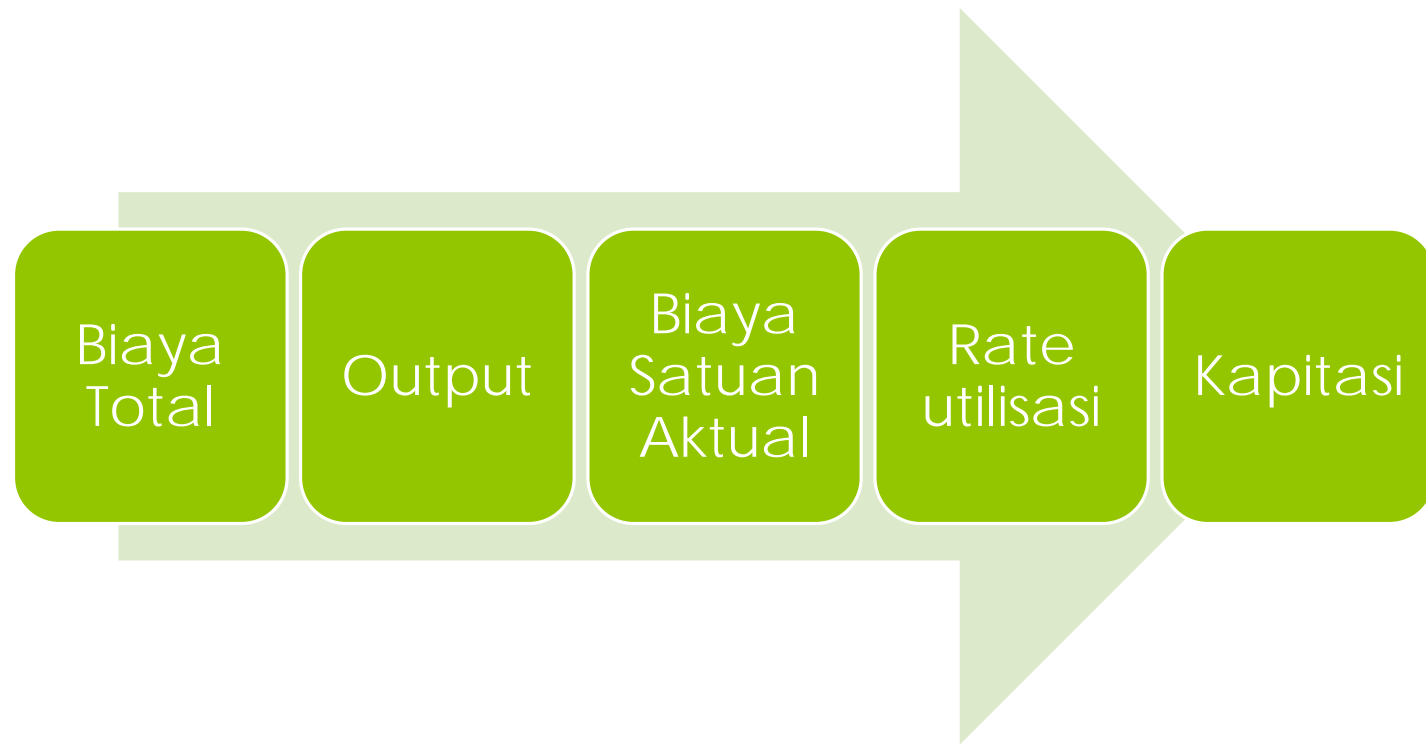 Biaya
Total
Output
Biaya
Satuan
Aktual
Rate
utilisasi
Kapitasi